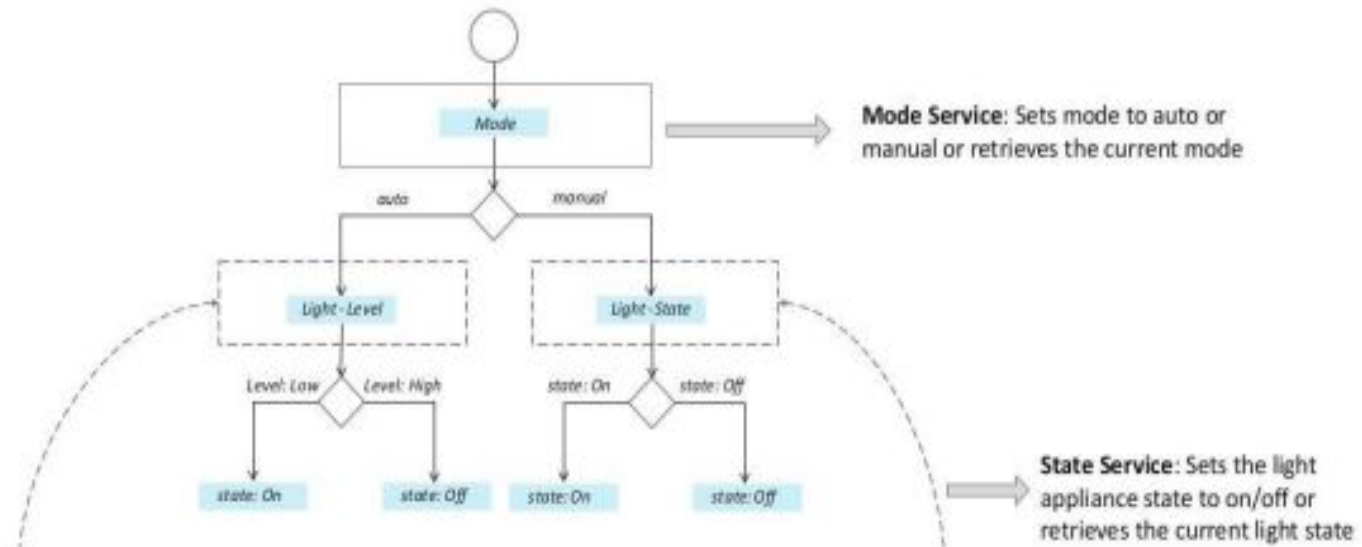 Mode
Mode Service: Sets mode to auto or
manual or retrieves the current mode
auto
manual
Light-Level
Light-State
Level: Low
Level: High
state: On
state: Off
state: On
state: Off
state: On
state: Off
State Service: Sets the light
appliance state to on/off or
retrieves the current light state